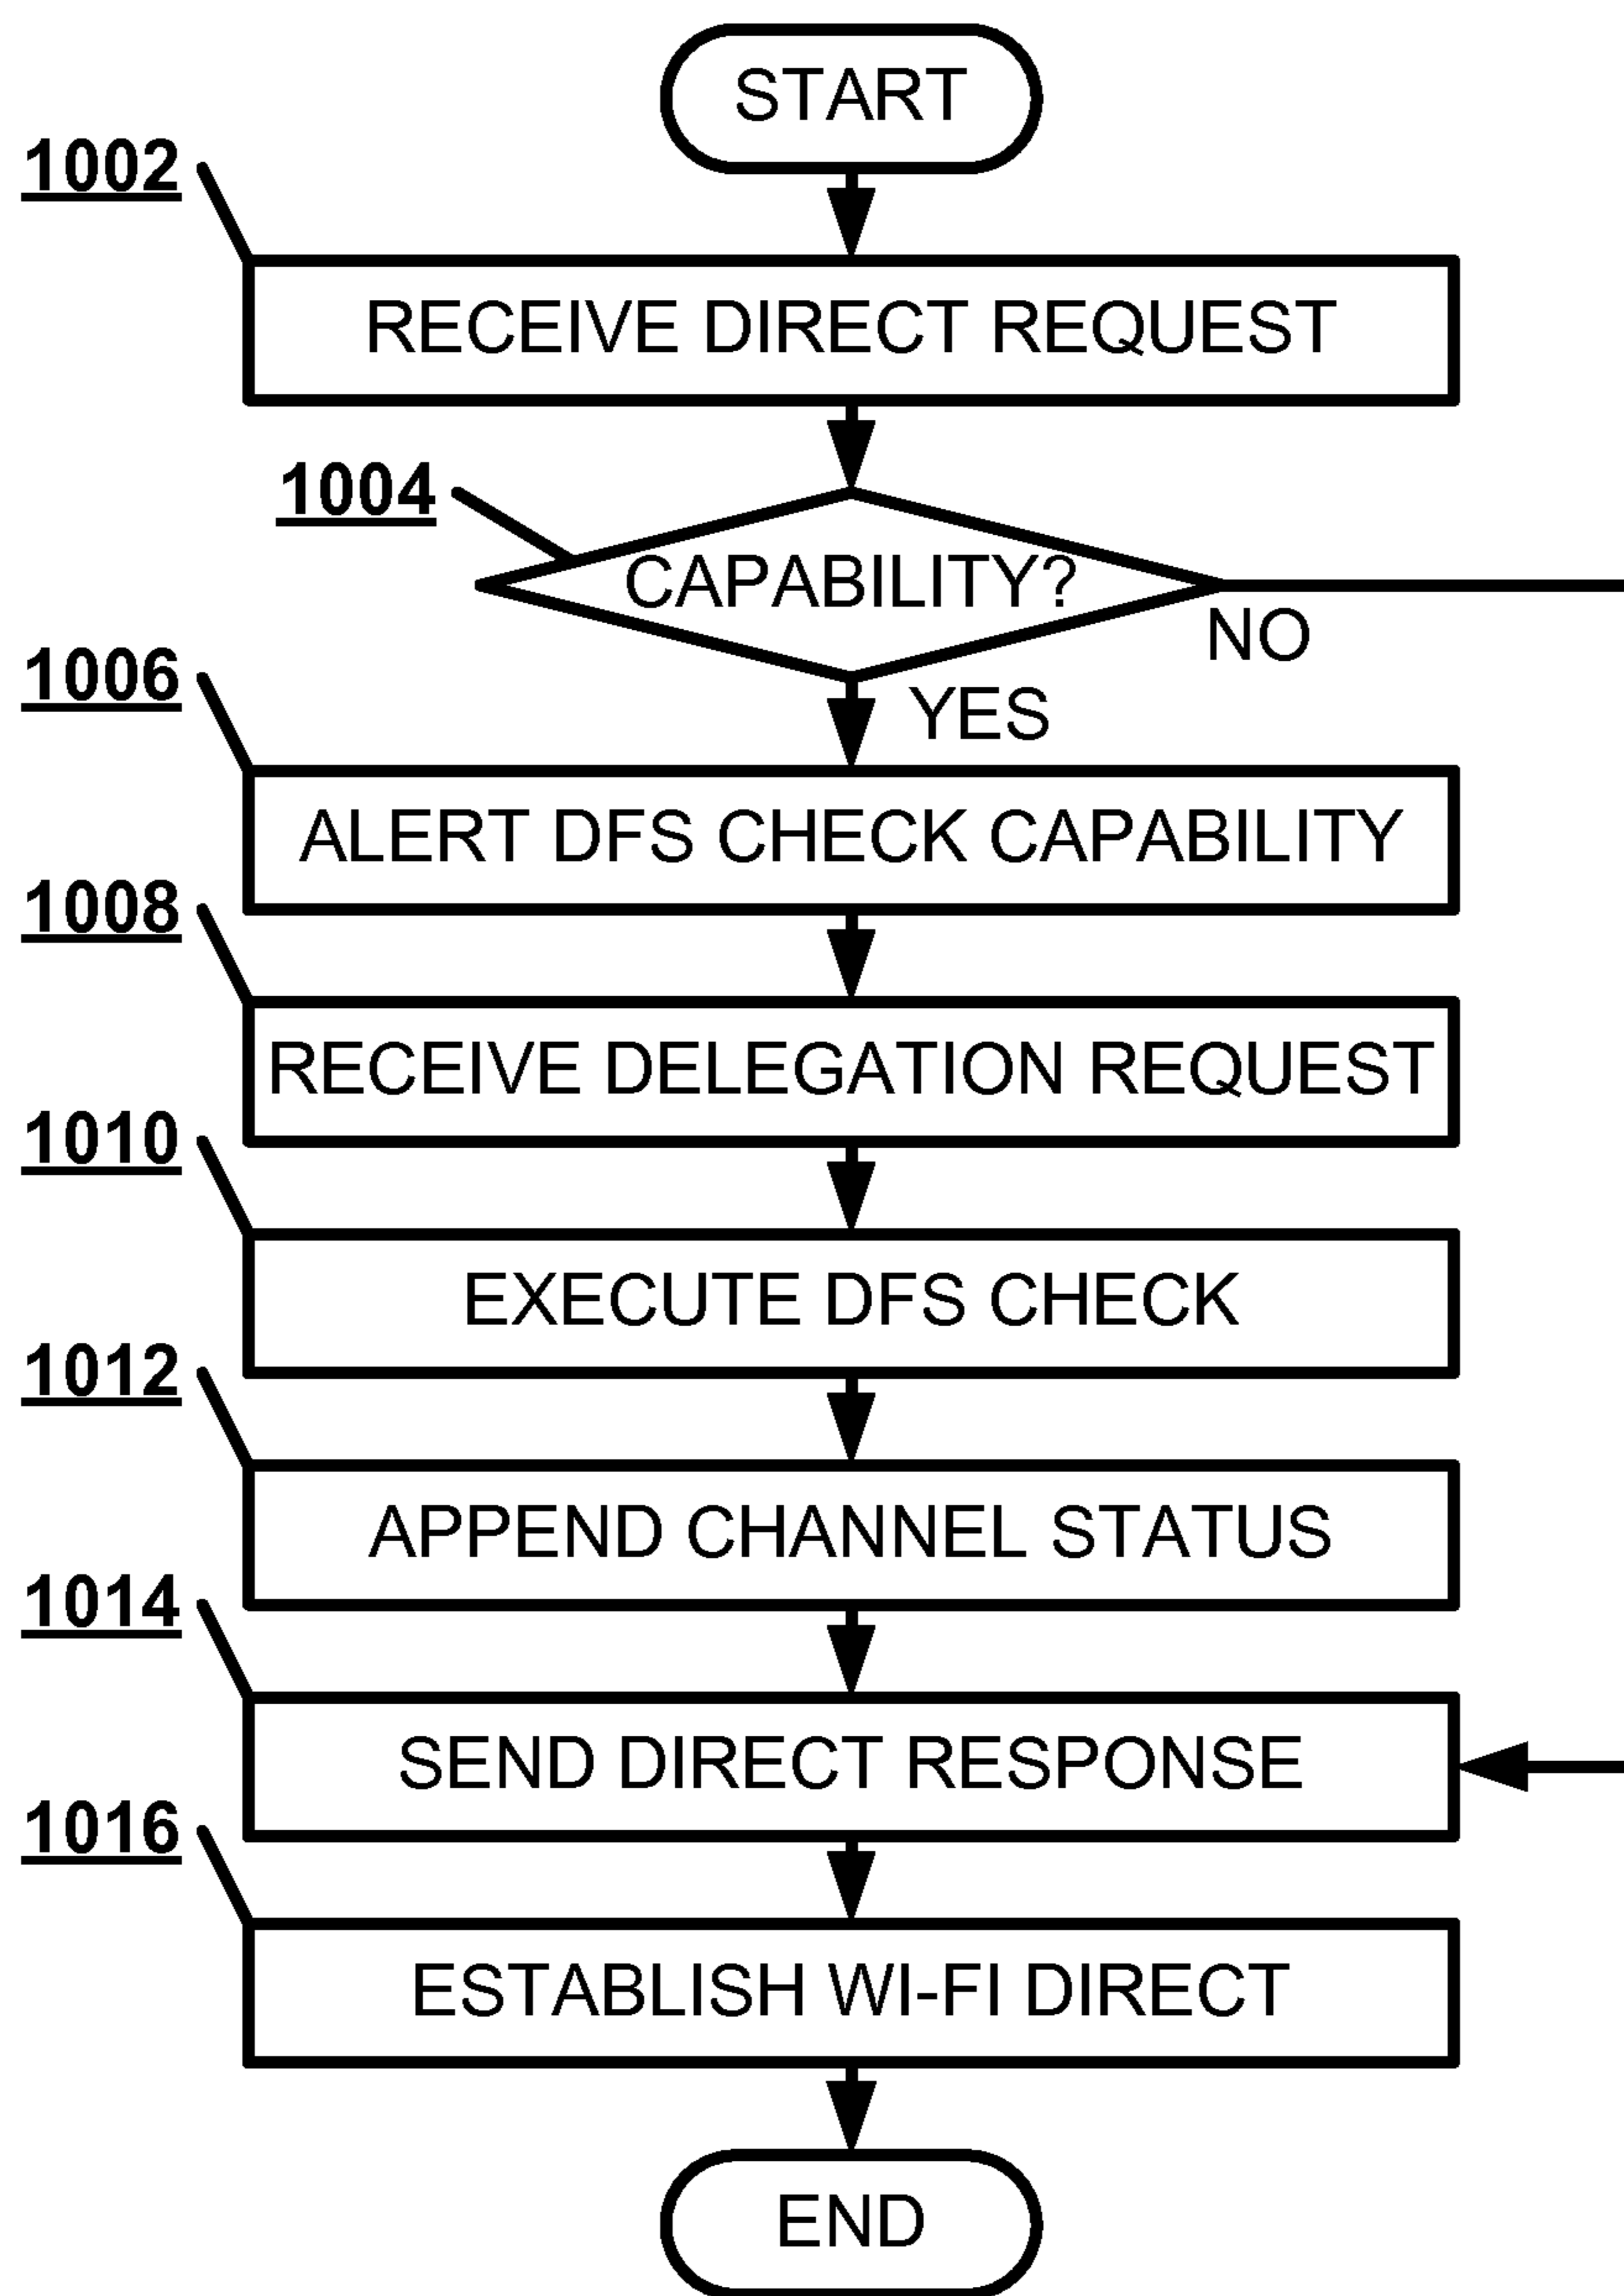 START
1002
RECEIVE DIRECT REQUEST
1004
CAPABILITY?
NO
1006
YES
ALERT DFS CHECK CAPABILITY
1008
RECEIVE DELEGATION REQUEST
1010
EXECUTE DFS CHECK
1012
APPEND CHANNEL STATUS
1014
SEND DIRECT RESPONSE
1016
ESTABLISH WI-FI DIRECT
END